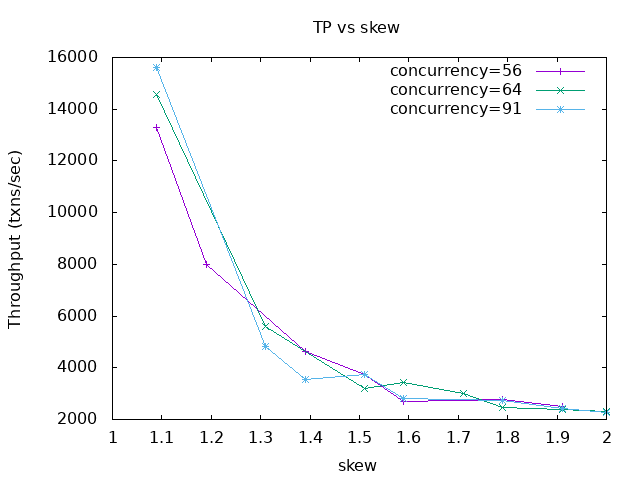 TP vs skew
concurrency=56
concurrency=64
concurrency=91
Throughput (txns/sec)
16000
14000
12000
10000
8000
6000
4000
2000
1 1.1 1.2 1.3 1.4 1.5 1.6 1.7 1.8 1.9 2
skew